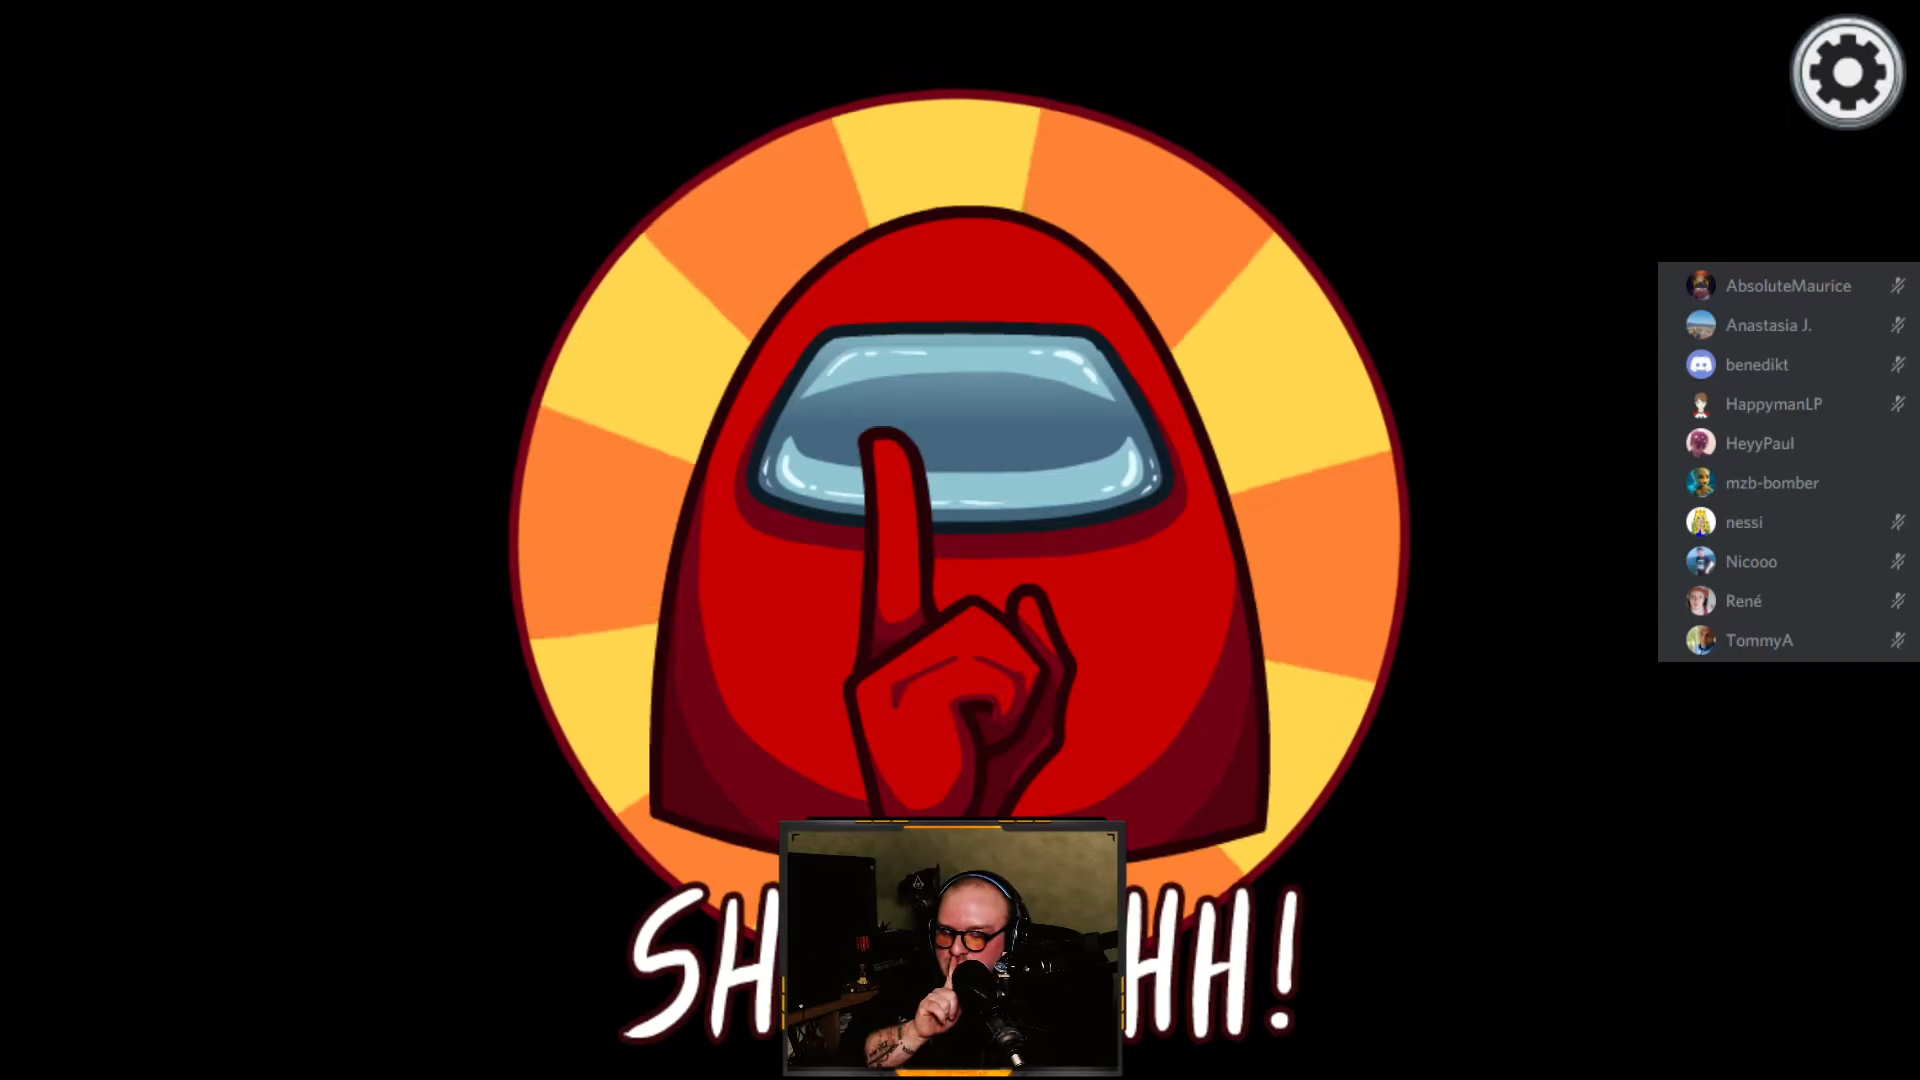 AbsoluteMaurice
Anastasia J.
benedikt
HappymanLP
HeyyPaul
mzb-bomber
nessi
Nicooo
René
TommyA
SH HH!